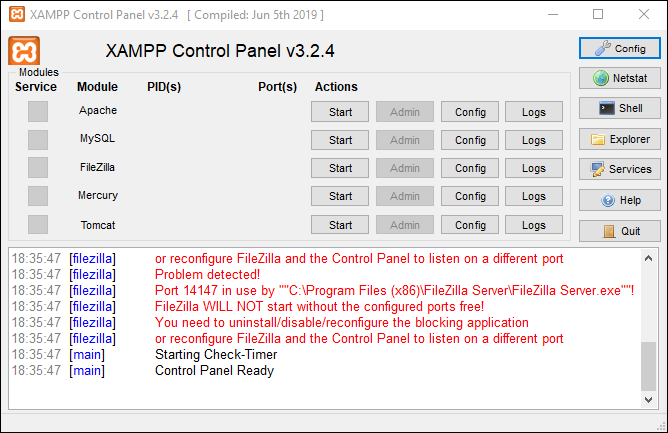 XAMPP Control Panel v3.2.4 [ Compiled: Jun 5th 2019 ]
XAMPP Control Panel v3.2.4
Config
Modules
Service Module PID(s) Port(s) Actions
Netstat
Apache Start Admin Config Logs
Shell
MySQL Start Admin Config Logs
Explorer
FileZilla Start Admin Config Logs
Services
Mercury Start Admin Config Logs
Help
Tomcat Start Admin Config Logs
Quit
18:35:47 [filezilla] or reconfigure FileZilla and the Control Panel to listen on a different port
18:35:47 [filezilla] Problem detected!
18:35:47 [filezilla] Port 14147 in use by ""C:\Program Files (x86)\FileZilla Server\FileZilla Server.exe""!
18:35:47 [filezilla] FileZilla WILL NOT start without the configured ports free!
18:35:47 [filezilla] You need to uninstall/disable/reconfigure the blocking application
18:35:47 [filezilla] or reconfigure FileZilla and the Control Panel to listen on a different port
18:35:47 [main] Starting Check-Timer
18:35:47 [main] Control Panel Ready